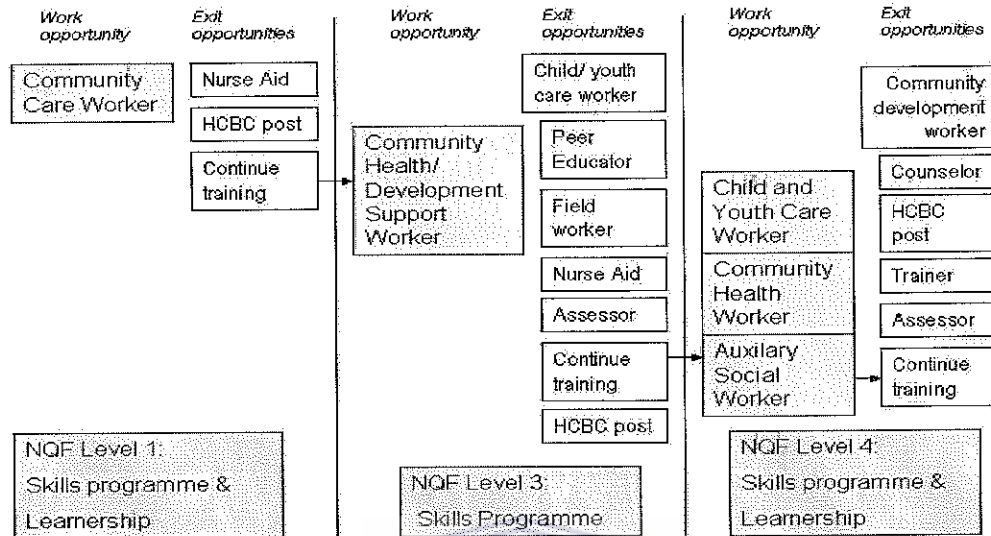 Work
opportunity
Exit
opportunities
Community
Care Worker
Nurse Aid
HCBC post
Continue
training
NQF Level 1:
Skills programme &
Learnership
Work
opportunity
Exit
opportunities
Community
Health/
Development
Support
Worker
Child/ youth
care worker
Peer
Educator
Field
worker
Nurse Aid
Assessor
Continue
training
HCBC post
NQF Level 3:
Skills Programme
Work
opportunity
Exit
opportunities
Child and
Youth Care
Worker
Community
Health
Worker
Auxilary
Social
Worker
Community
development
worker
Counselor
HCBC
post
Trainer
Assessor
Continue
training
NQF Level 4:
Skills programme &
Learnership